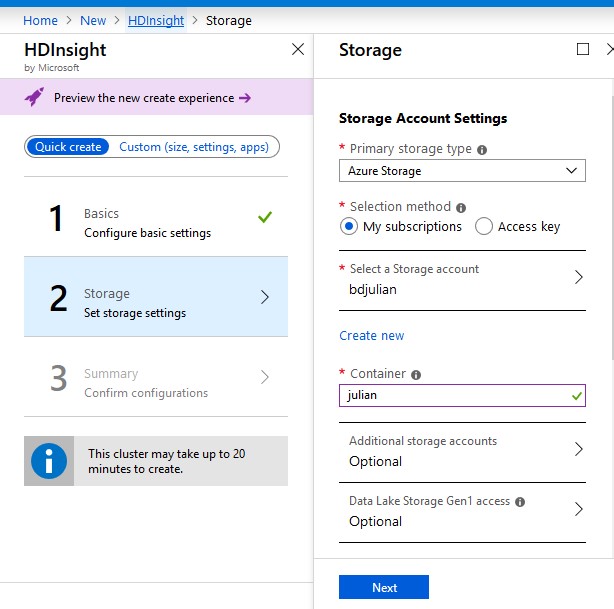 Home > New > HDInsight > Storage
HDInsight
by Microsoft
Preview the new create experience →
Quick create Custom (size, settings, apps)
1 Basics
Configure basic settings
2 Storage
Set storage settings
3 Summary
Confirm configurations
This cluster may take up to 20
minutes to create.
Storage
Storage Account Settings
* Primary storage type
Azure Storage
* Selection method
My subscriptions Access key
* Select a Storage account
bdjulian
Create new
* Container
julian
Additional storage accounts
Optional
Data Lake Storage Gen1 access
Optional
Next